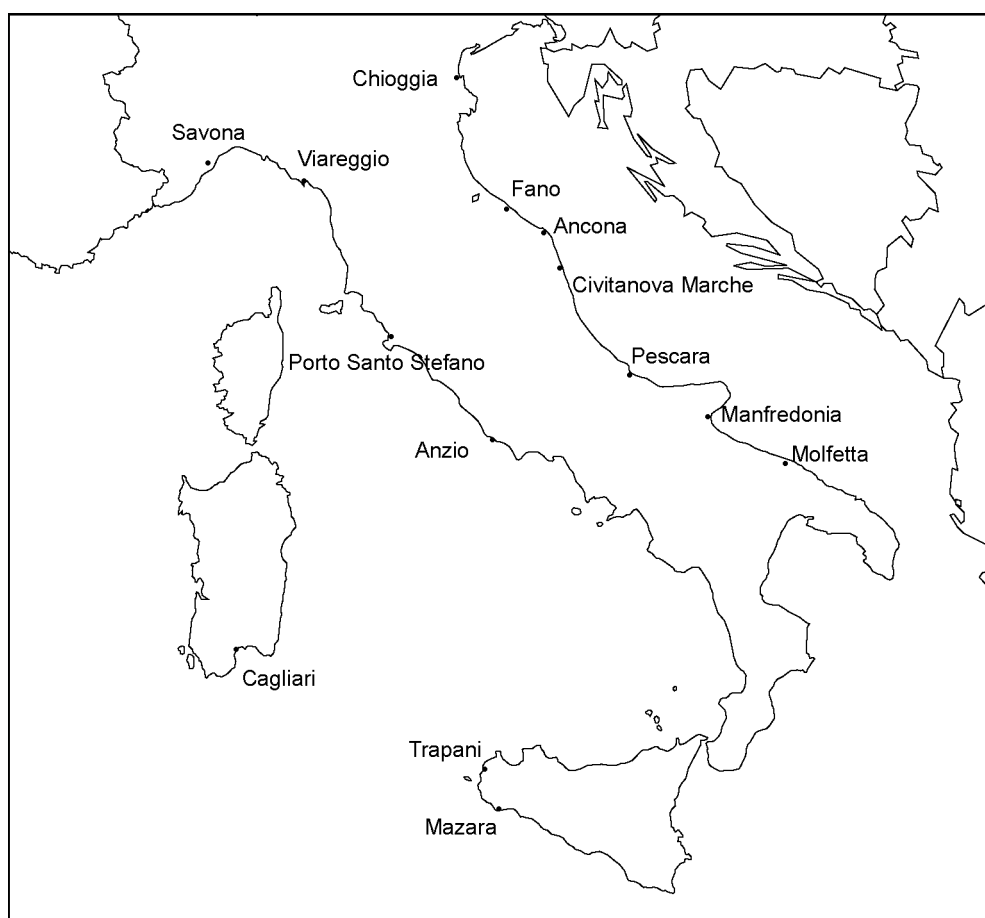 Chioggia
Savona
Viareggio
Fano
Ancona
Civitanova Marche
Porto Santo Stefano
Pescara
Manfredonia
Anzio
Molfetta
Cagliari
Trapani
Mazara